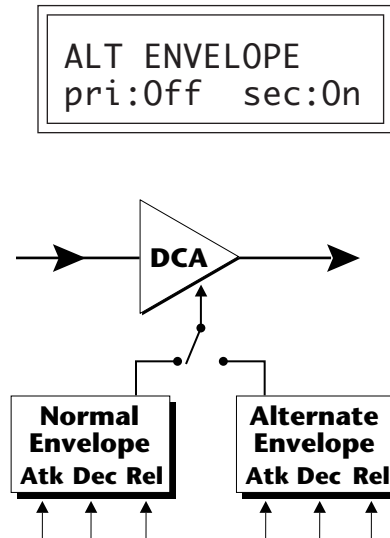 ALT ENVELOPE
pri:Off sec:On
DCA
Normal
Envelope
Atk Dec Rel
Alternate
Envelope
Atk Dec Rel